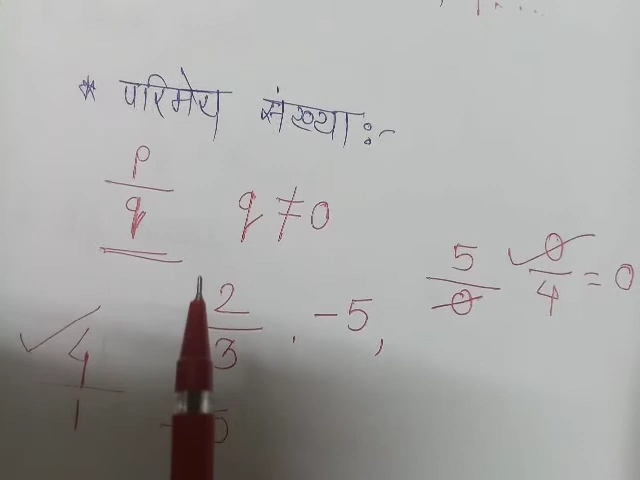 * परिमेय संख्या :-
p/q q ≠ 0
5/0 0/4 = 0
2/3 , -5,
4/1